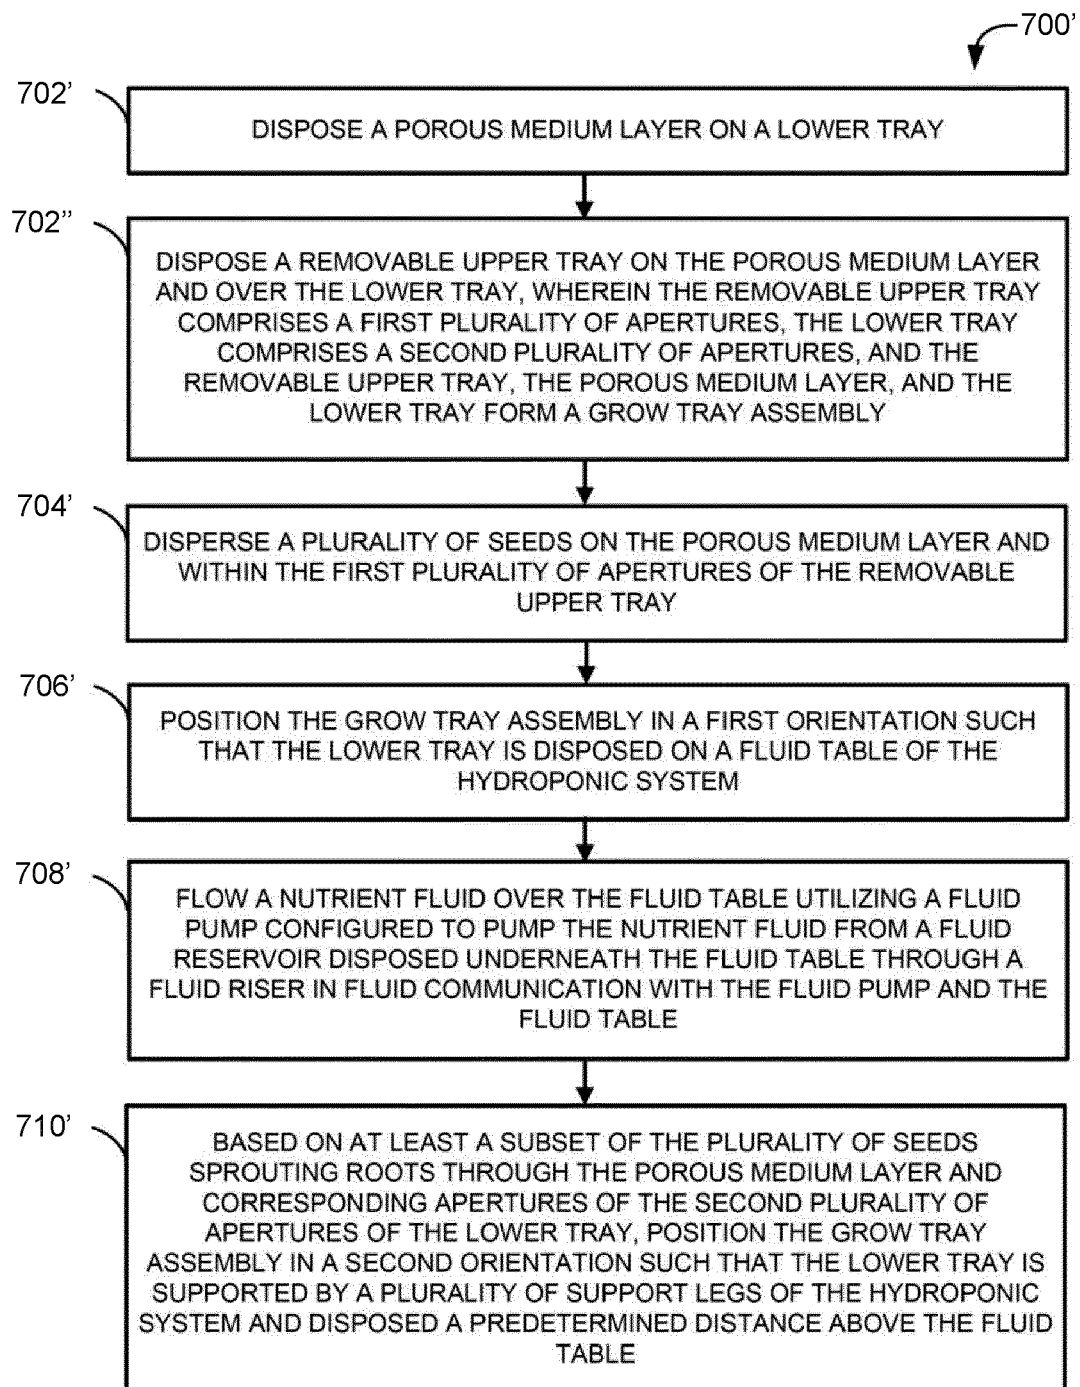 700'
702'
DISPOSE A POROUS MEDIUM LAYER ON A LOWER TRAY
702''
DISPOSE A REMOVABLE UPPER TRAY ON THE POROUS MEDIUM LAYER
AND OVER THE LOWER TRAY, WHEREIN THE REMOVABLE UPPER TRAY
COMPRISES A FIRST PLURALITY OF APERTURES, THE LOWER TRAY
COMPRISES A SECOND PLURALITY OF APERTURES, AND THE
REMOVABLE UPPER TRAY, THE POROUS MEDIUM LAYER, AND THE
LOWER TRAY FORM A GROW TRAY ASSEMBLY
704'
DISPERSE A PLURALITY OF SEEDS ON THE POROUS MEDIUM LAYER AND
WITHIN THE FIRST PLURALITY OF APERTURES OF THE REMOVABLE
UPPER TRAY
706'
POSITION THE GROW TRAY ASSEMBLY IN A FIRST ORIENTATION SUCH
THAT THE LOWER TRAY IS DISPOSED ON A FLUID TABLE OF THE
HYDROPONIC SYSTEM
708'
FLOW A NUTRIENT FLUID OVER THE FLUID TABLE UTILIZING A FLUID
PUMP CONFIGURED TO PUMP THE NUTRIENT FLUID FROM A FLUID
RESERVOIR DISPOSED UNDERNEATH THE FLUID TABLE THROUGH A
FLUID RISER IN FLUID COMMUNICATION WITH THE FLUID PUMP AND THE
FLUID TABLE
710'
BASED ON AT LEAST A SUBSET OF THE PLURALITY OF SEEDS
SPROUTING ROOTS THROUGH THE POROUS MEDIUM LAYER AND
CORRESPONDING APERTURES OF THE SECOND PLURALITY OF
APERTURES OF THE LOWER TRAY, POSITION THE GROW TRAY
ASSEMBLY IN A SECOND ORIENTATION SUCH THAT THE LOWER TRAY IS
SUPPORTED BY A PLURALITY OF SUPPORT LEGS OF THE HYDROPONIC
SYSTEM AND DISPOSED A PREDETERMINED DISTANCE ABOVE THE FLUID
TABLE